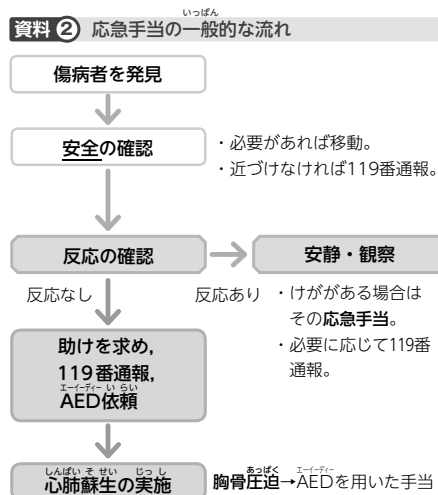 資料2 応急手当の一般的な流れ
いっぱん
傷病者を発見
安全の確認
・必要があれば移動。
・近づけなければ119番通報。
反応の確認
安静・観察
反応なし
反応あり
・けががある場合は
その応急手当。
・必要に応じて119番
通報。
助けを求め,
119番通報,
エーイーディー いらい
AED依頼
しんぱい そ せい じっ し
心肺蘇生の実施
あっぱく エーイーディー
胸骨圧迫→AEDを用いた手当